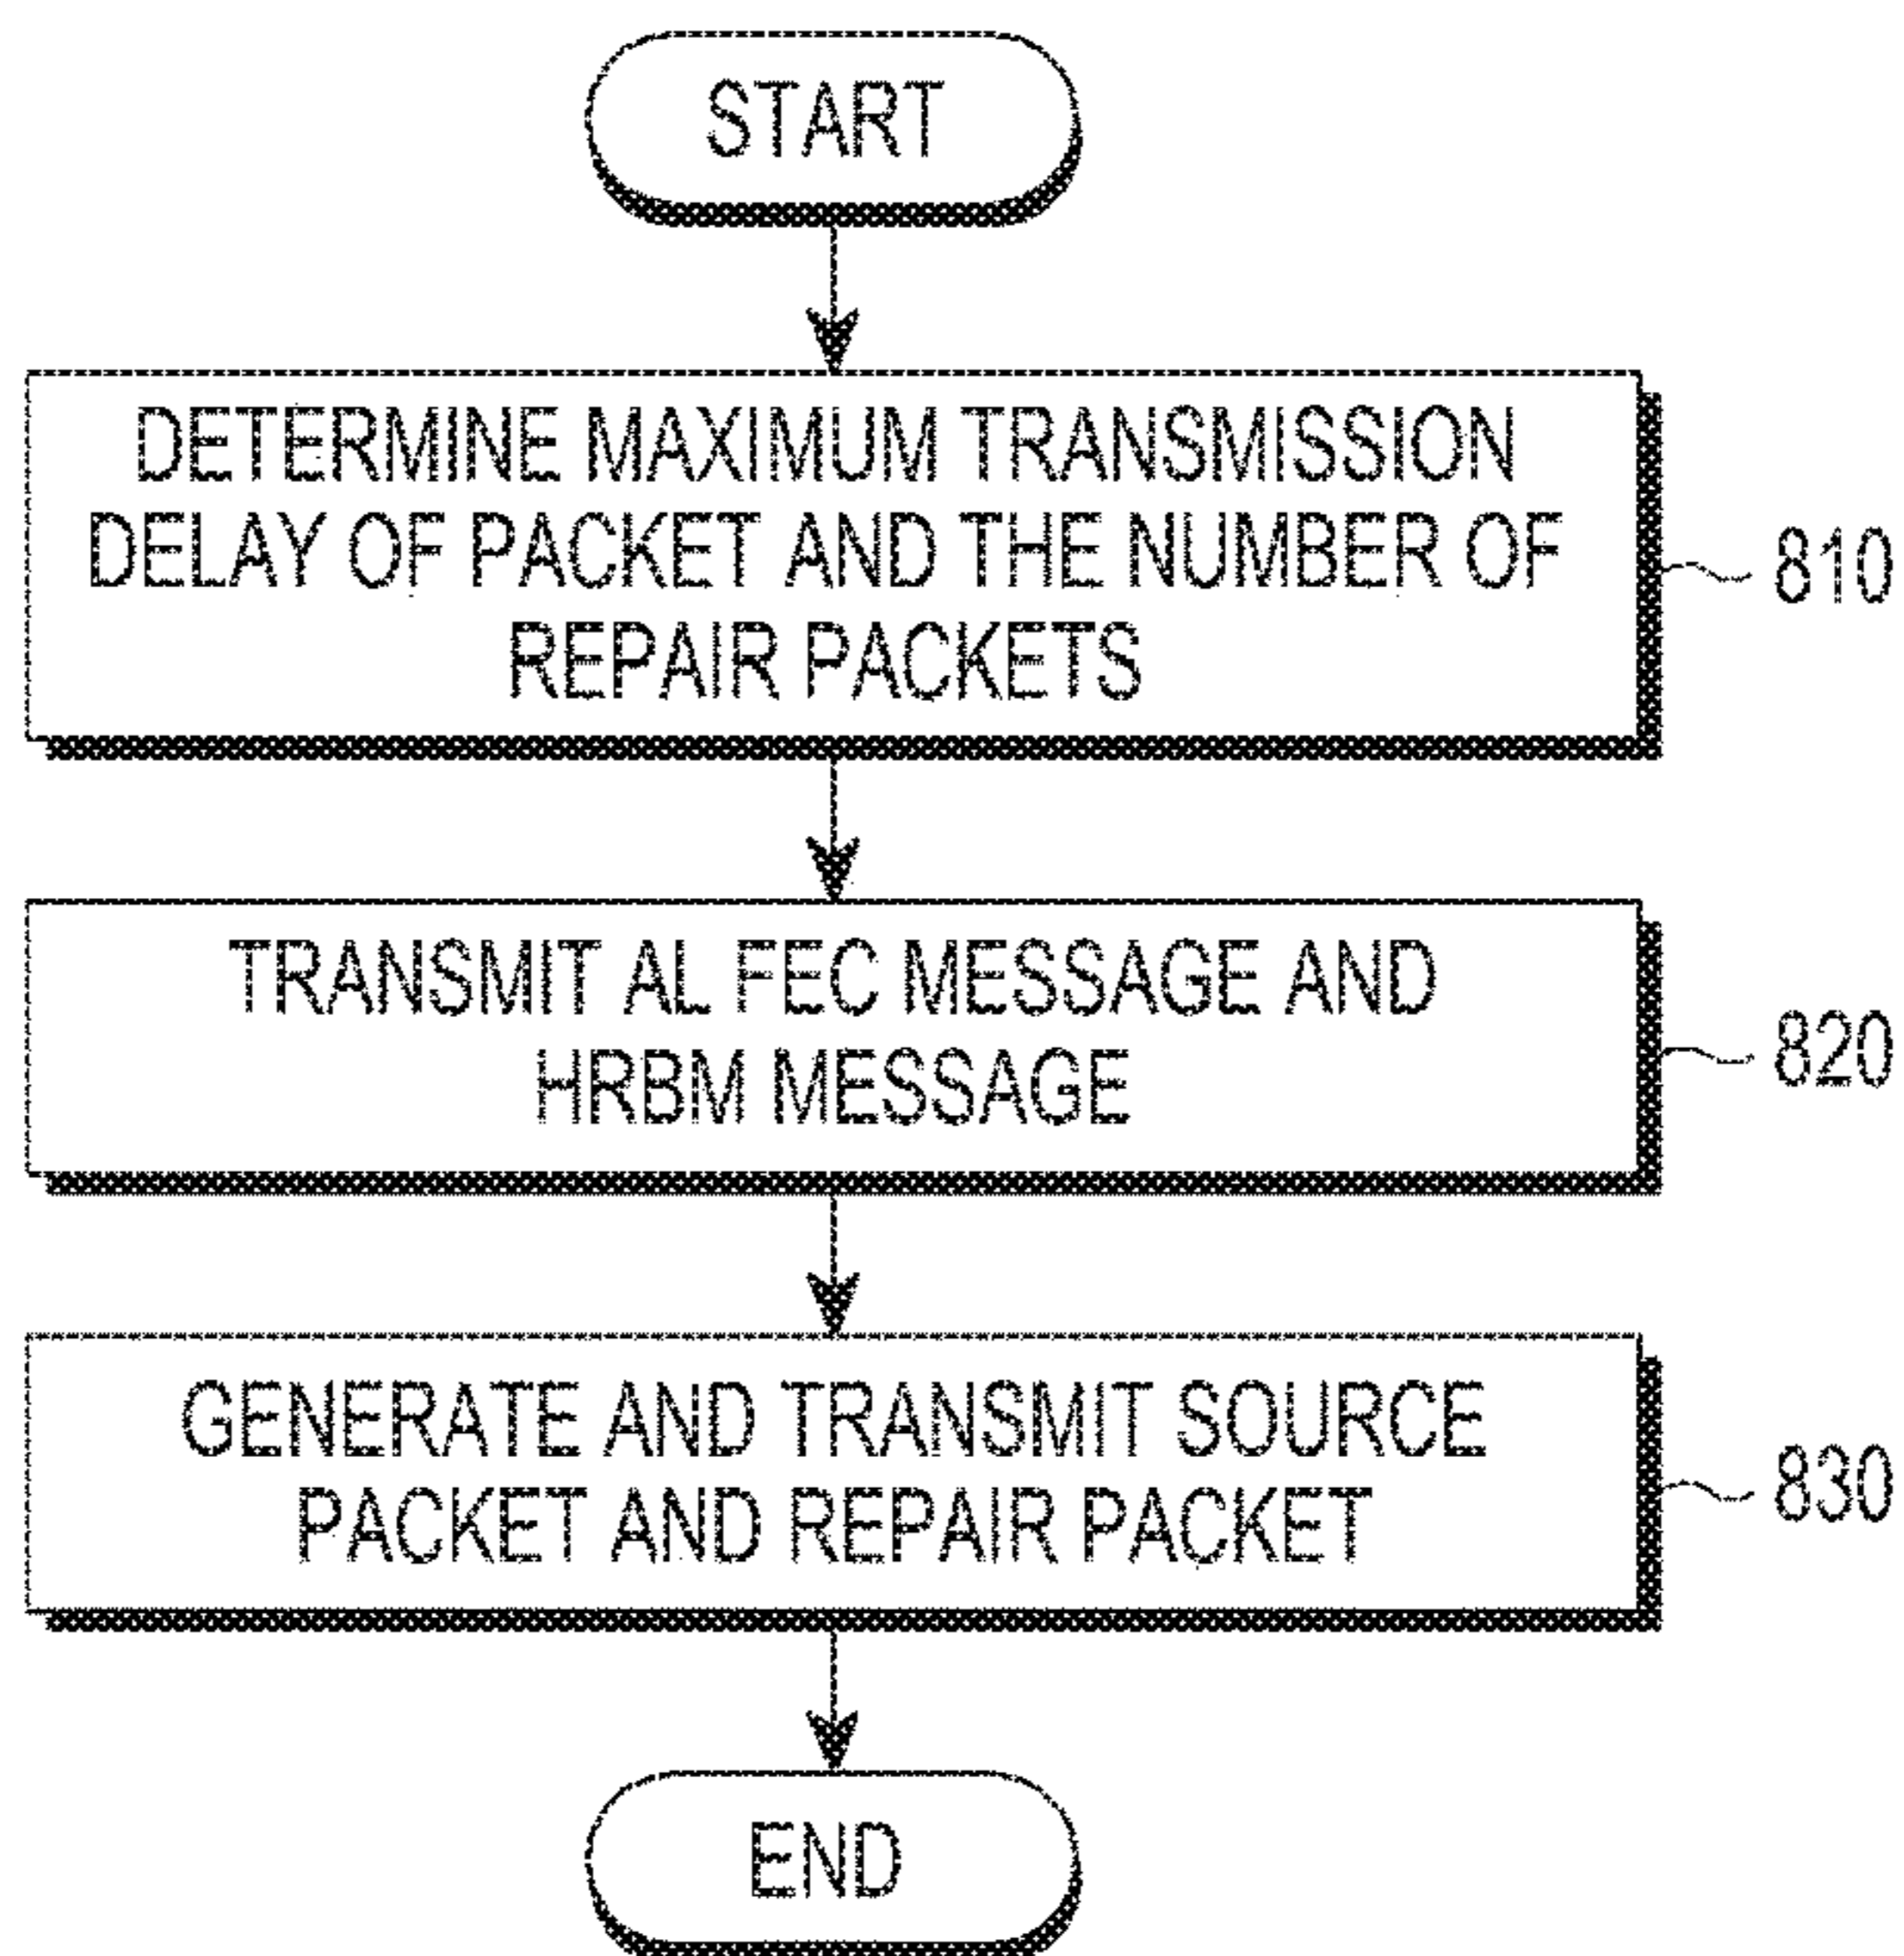 START
DETERMINE MAXIMUM TRANSMISSION
DELAY OF PACKET AND THE NUMBER OF
REPAIR PACKETS
810
TRANSMIT AL FEC MESSAGE AND
HRBM MESSAGE
820
GENERATE AND TRANSMIT SOURCE
PACKET AND REPAIR PACKET
830
END